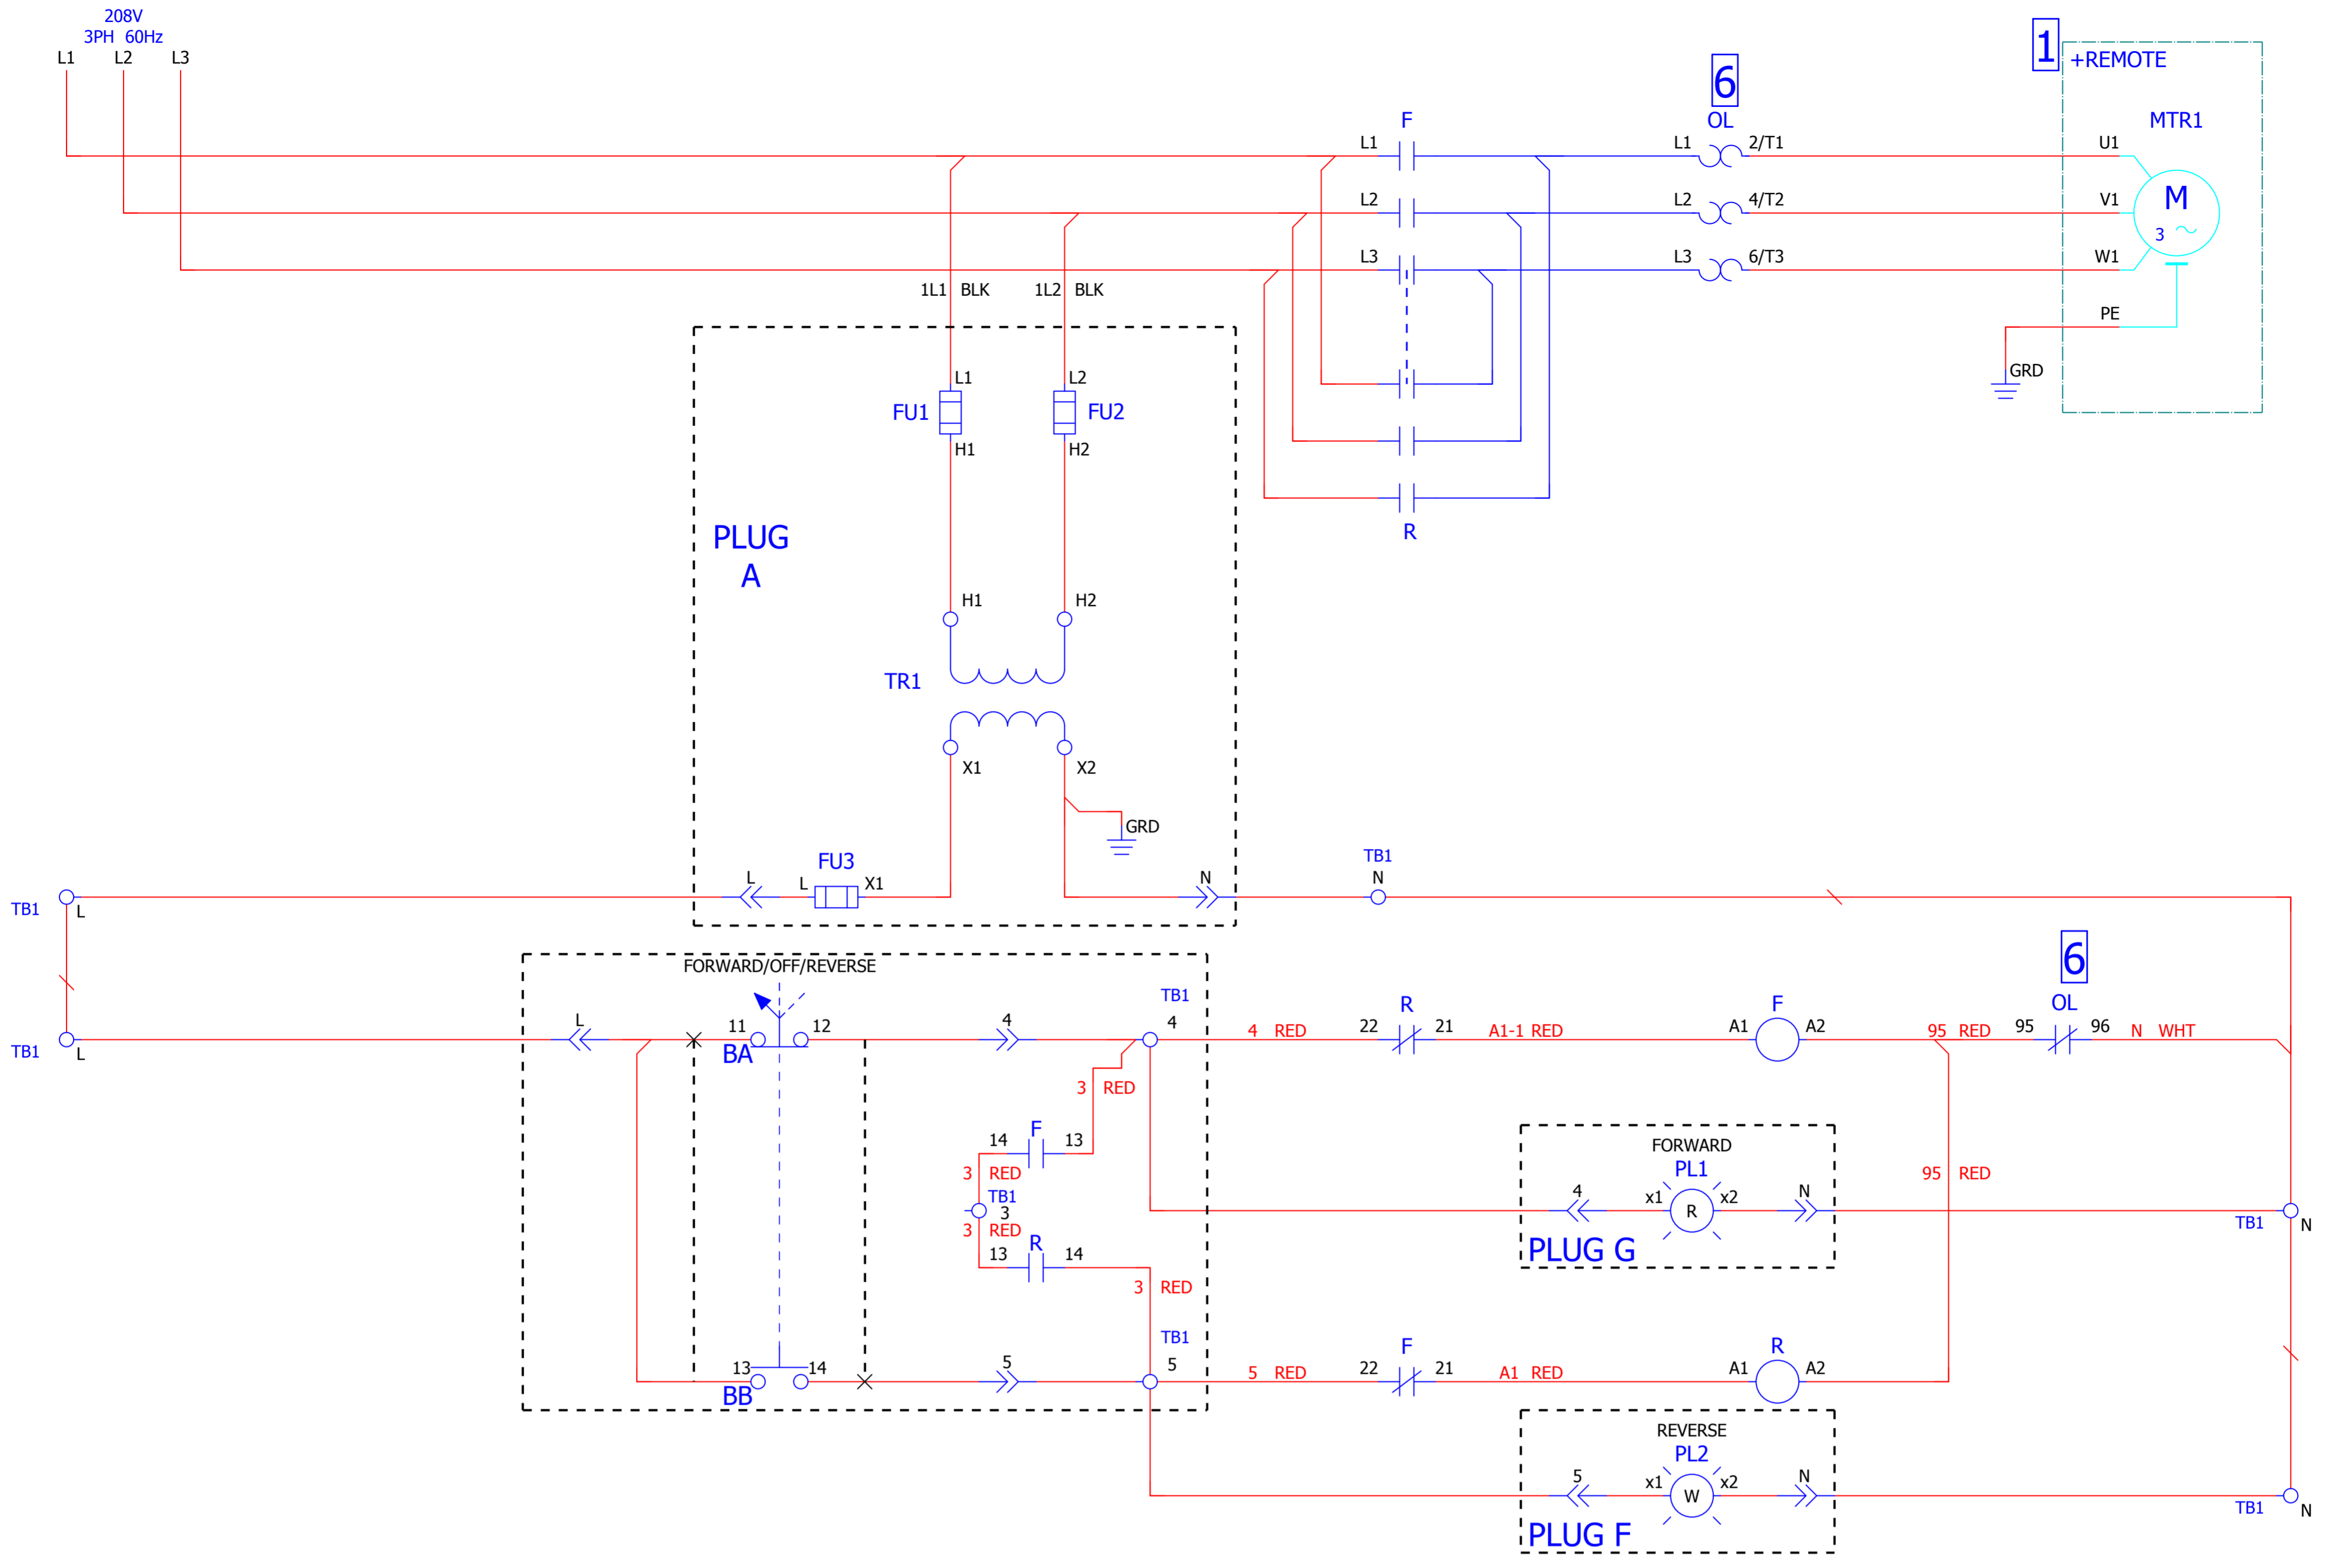 208V
3PH 60Hz
L1 L2 L3
1
+REMOTE
6
F
OL
MTR1
L1 L1 2/T1 U1
L2 L2 4/T2 V1
M
3
L3 L3 6/T3 W1
1L1 BLK 1L2 BLK
PE
GRD
L1 L2
FU1 FU2
H1 H2
R
PLUG
A
H1 H2
TR1
X1 X2
GRD
FU3
TB1
L L X1 N N
TB1 L
FORWARD/OFF/REVERSE
6
TB1
R F OL
L 11 12 4 4
4 RED 22 21 A1-1 RED A1 A2 95 RED 95 96 N WHT
TB1 L
BA
3 RED
F
14 13
FORWARD
PL1
3 RED
95 RED
TB1
3
4 x1 R x2 N
TB1 N
3 RED
R
13 14
PLUG G
3 RED
TB1
F R
13 14 5 5
5 RED 22 21 A1 RED A1 A2
BB
REVERSE
PL2
5 x1 W x2 N
TB1 N
PLUG F